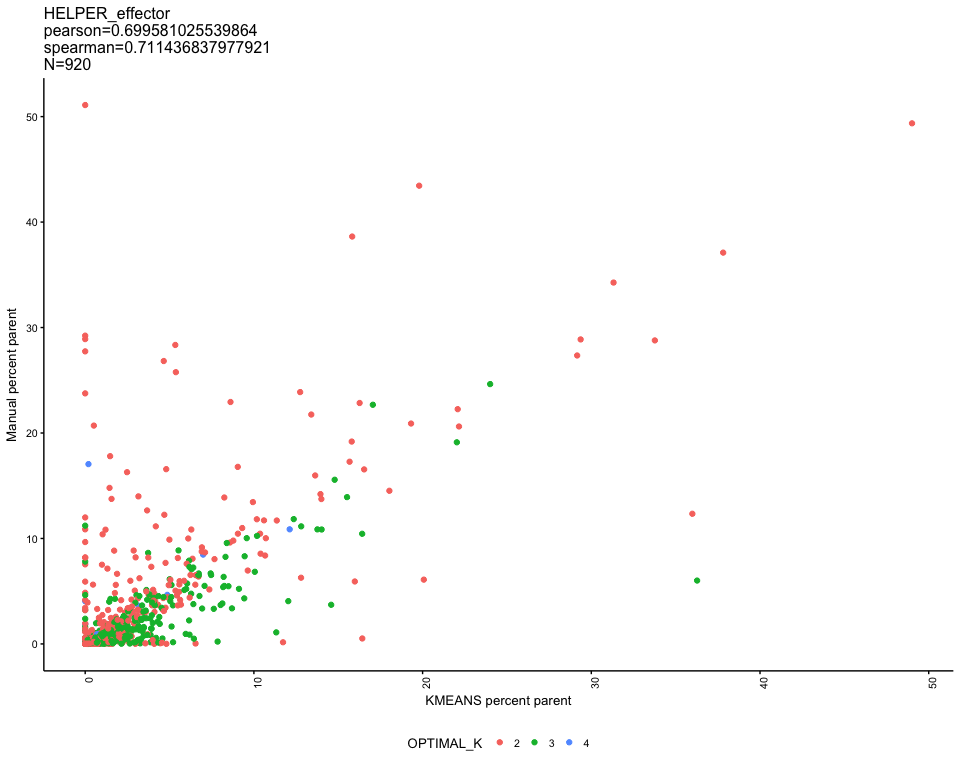 HELPER_effector
pearson=0.699581025539864
spearman=0.711436837977921
N=920
50
40
30
20
10
0
Manual percent parent
0
10
20
30
40
50
KMEANS percent parent
OPTIMAL_K
2
3
4